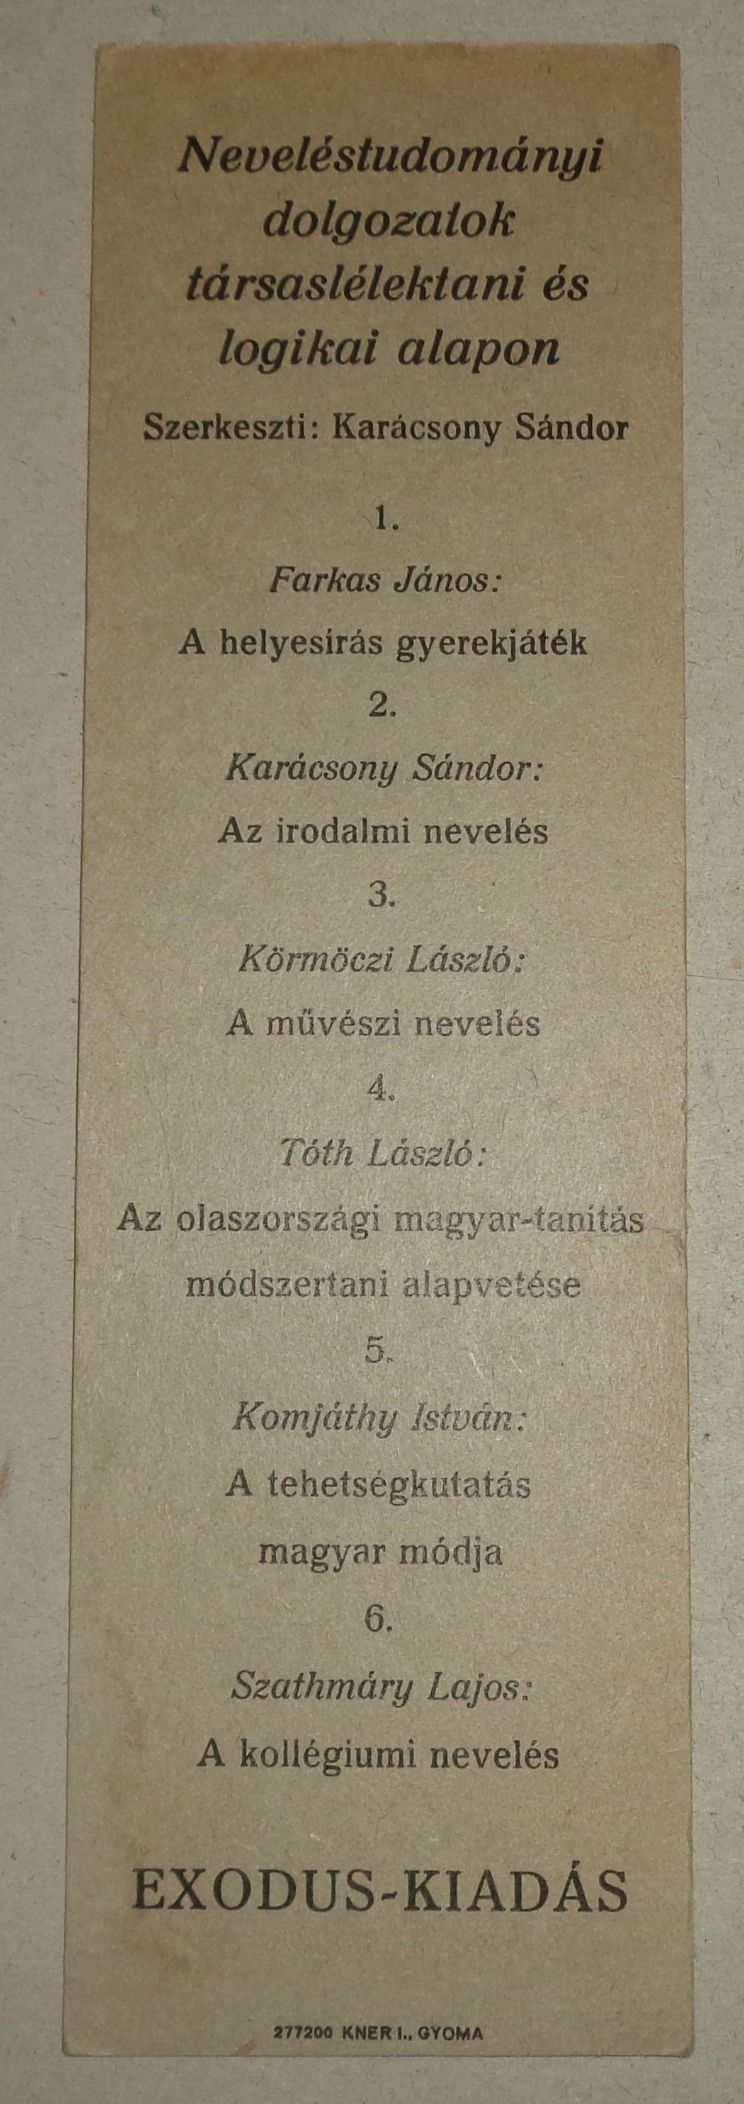 Neveléstudományi
dolgozatok
társaslélektani és
logikai alapon
Szerkeszti: Karácsony Sándor
1.
Farkas János:
A helyesírás gyerekjáték
2.
Karácsony Sándor:
Az irodalmi nevelés
3.
Körmöczi László:
A művészi nevelés
4.
Tóth László:
Az olaszországi magyar-tanítás
módszertani alapvetése
5.
Komjáthy István:
A tehetségkutatás
magyar módja
6.
Szathmáry Lajos:
A kollégiumi nevelés
EXODUS-KIADÁS
277200 KNER I., GYOMA